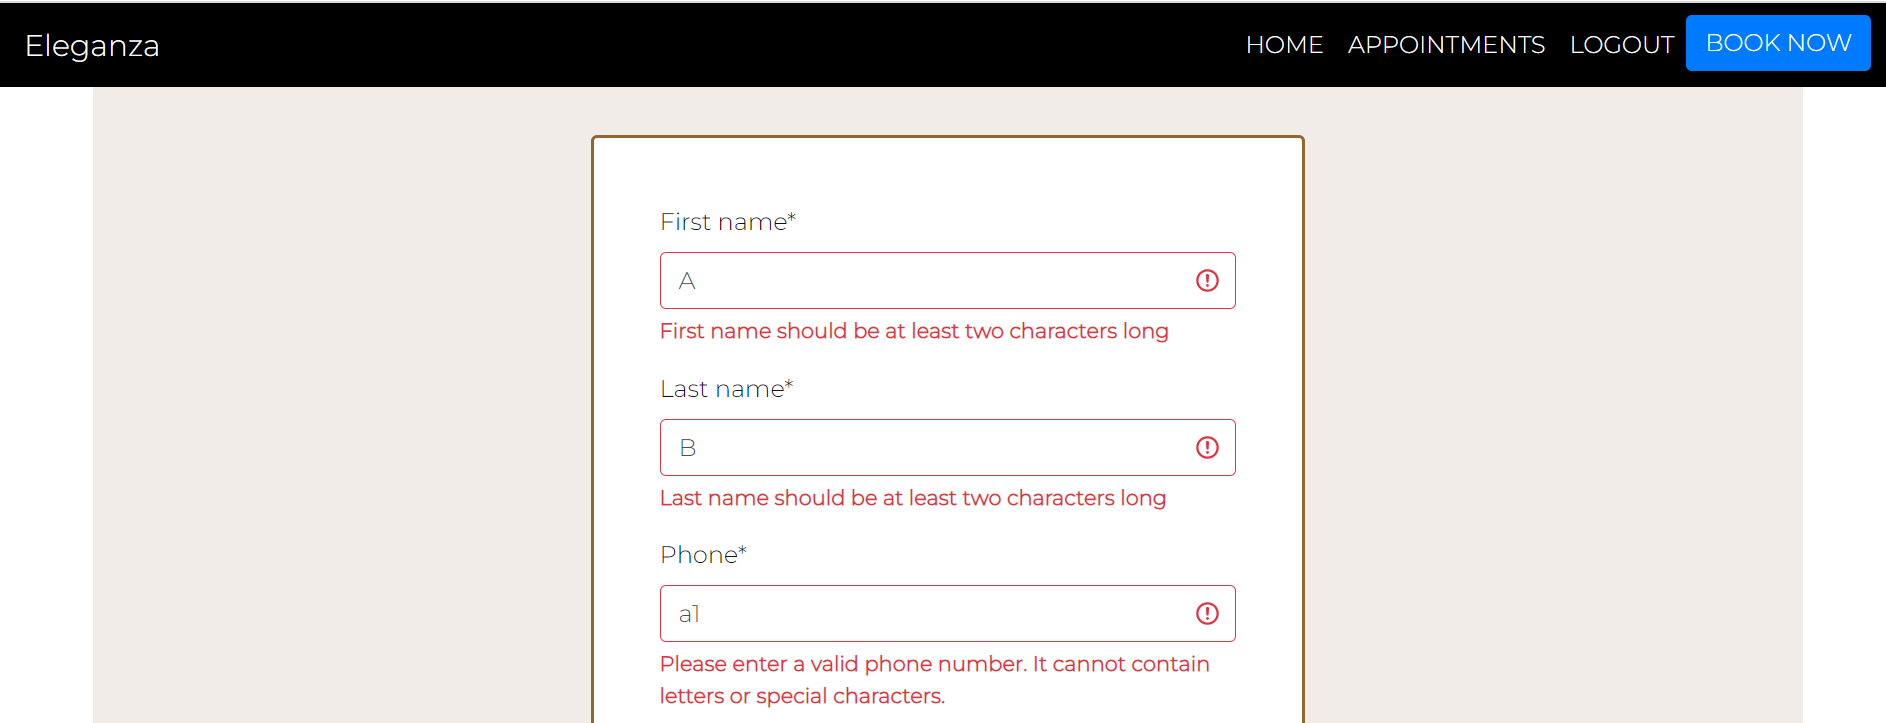 Eleganza
HOME APPOINTMENTS LOGOUT BOOK NOW
First name*
A
First name should be at least two characters long
Last name*
B
Last name should be at least two characters long
Phone*
a1
Please enter a valid phone number. It cannot contain
letters or special characters.